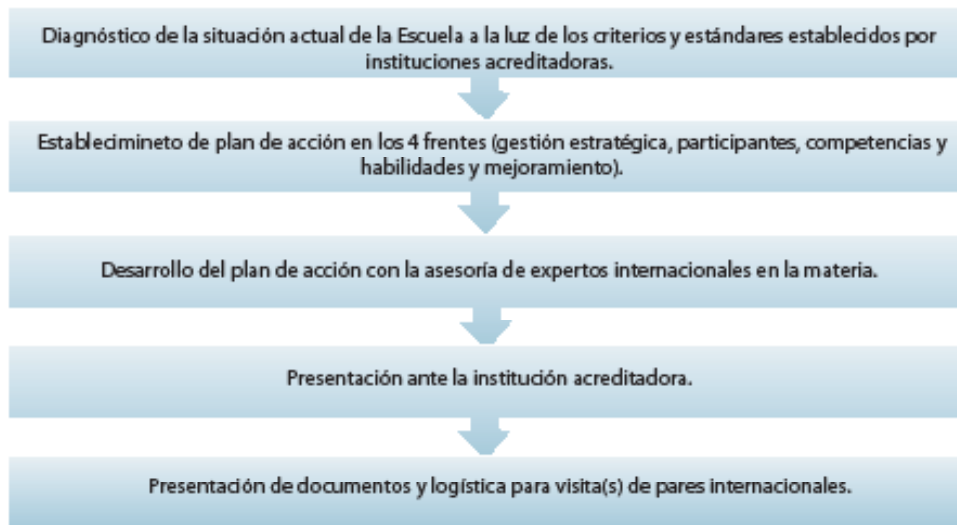 Diagnóstico de la situación actual de la Escuela a la luz de los criterios y estándares establecidos por
instituciones acreditadoras.
Establecimineto de plan de acción en los 4 frentes (gestión estratégica, participantes, competencias y
habilidades y mejoramiento).
Desarrollo del plan de acción con la asesoría de expertos internacionales en la materia.
Presentación ante la institución acreditadora.
Presentación de documentos y logística para visita(s) de pares internacionales.